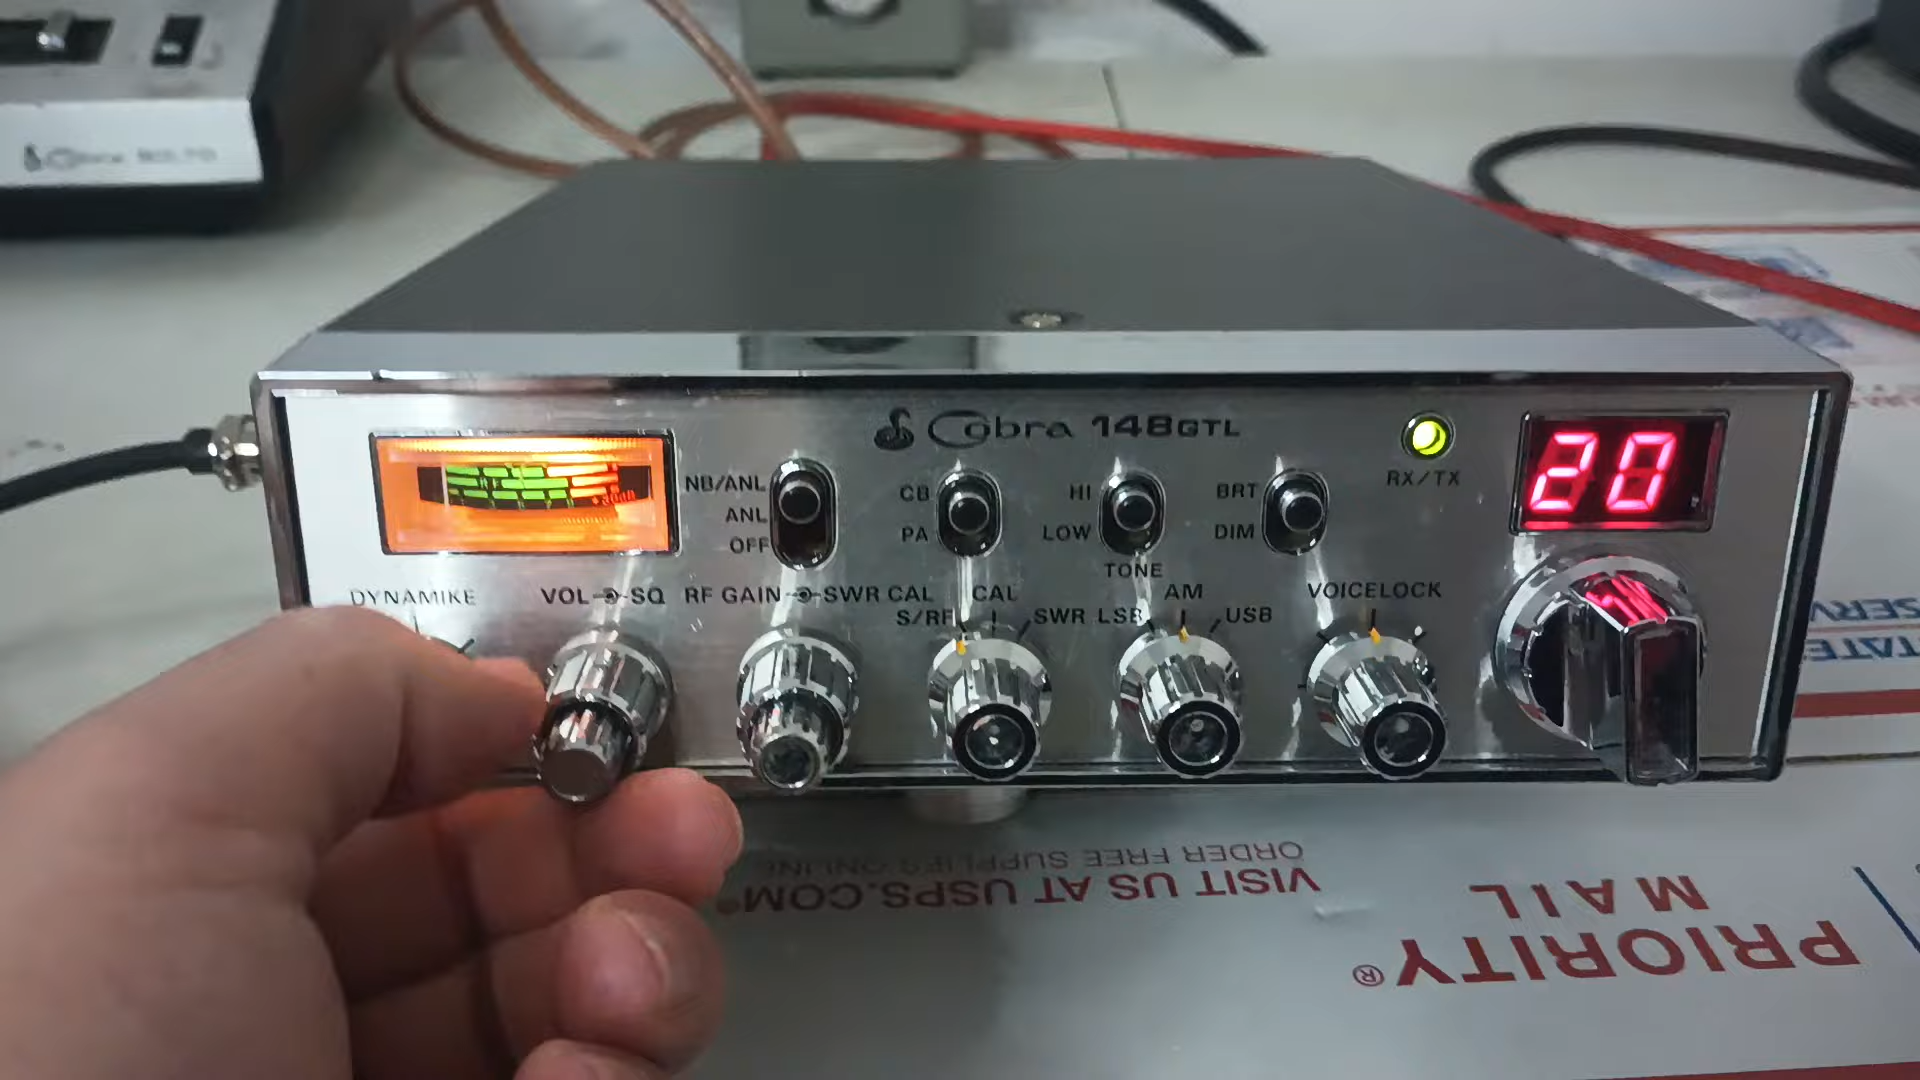 Cobra
Cobra 148GTL
20
RX/TX
+30dB
NB/ANL
ANL
OFF
CB
PA
HI
LOW
TONE
BRT
DIM
DYNAMIKE
VOL SQ
RF GAIN SWR CAL
CAL
S/RF SWR
AM
LSB USB
VOICELOCK
ORDER FREE SUPPLIES ONLINE
VISIT US AT USPS.COM®
PRIORITY®
MAIL